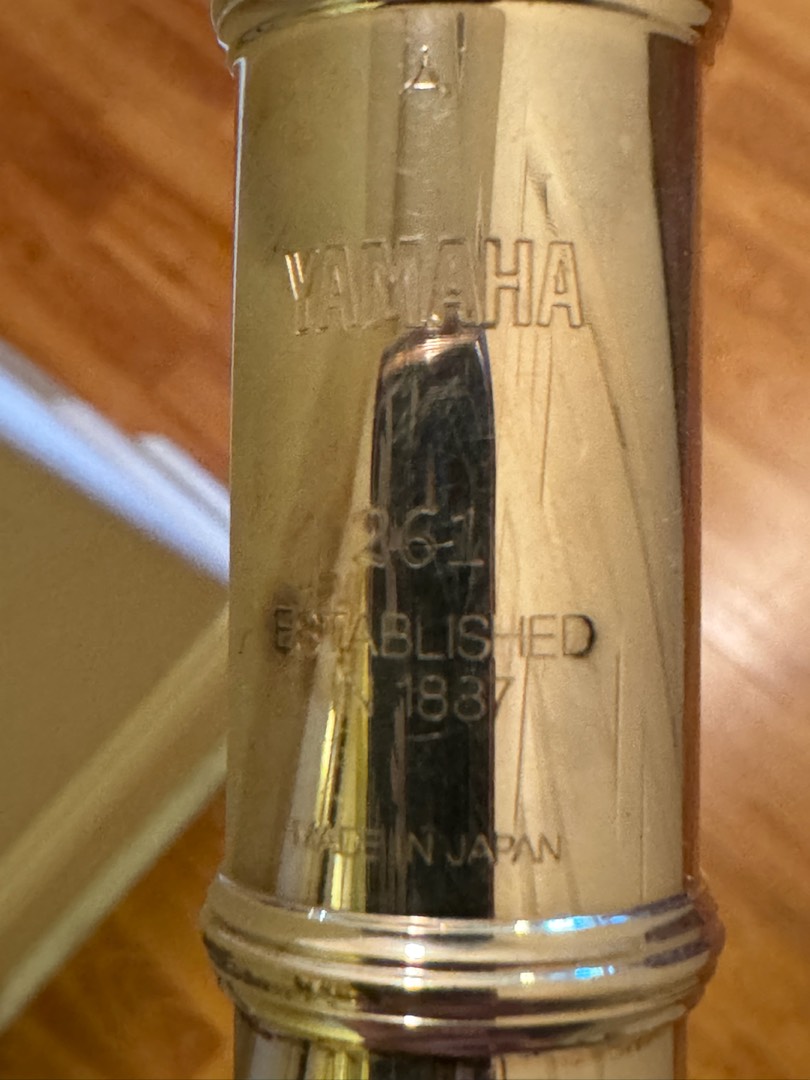 YAMAHA
261
ESTABLISHED
IN 1887
MADE IN JAPAN